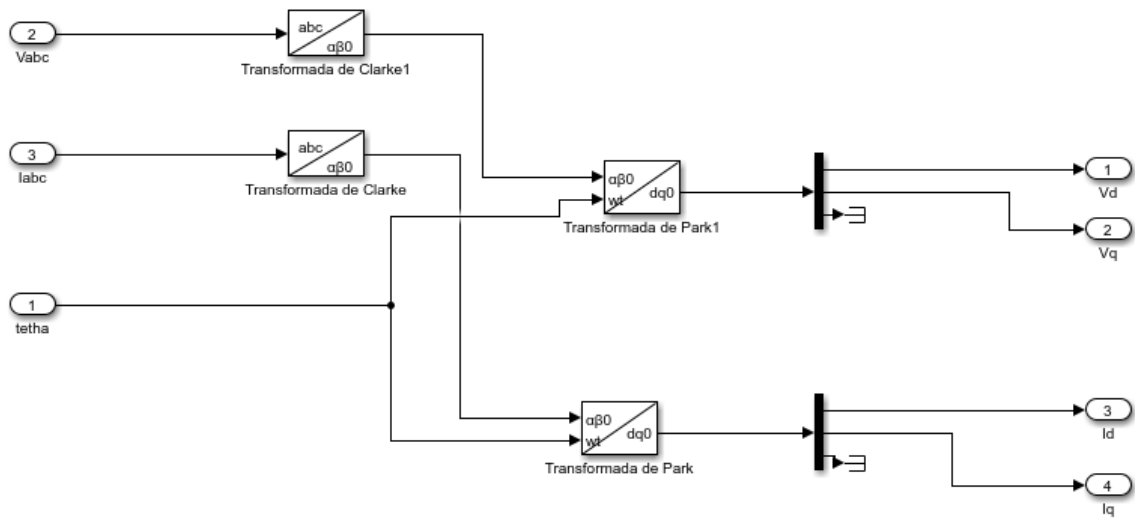 2
Vabc
abc
αβ0
Transformada de Clarke1
3
Iabc
abc
αβ0
Transformada de Clarke
αβ0
wt
dq0
Transformada de Park1
1
Vd
2
Vq
1
tetha
αβ0
wt
dq0
Transformada de Park
3
Id
4
Iq